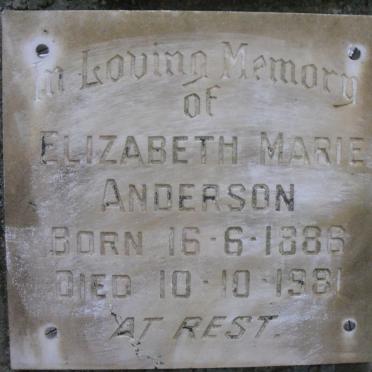 In Loving Memory
of
ELIZABETH MARIE
ANDERSON
BORN 16-6-1886
DIED 10-10-1981
AT REST.